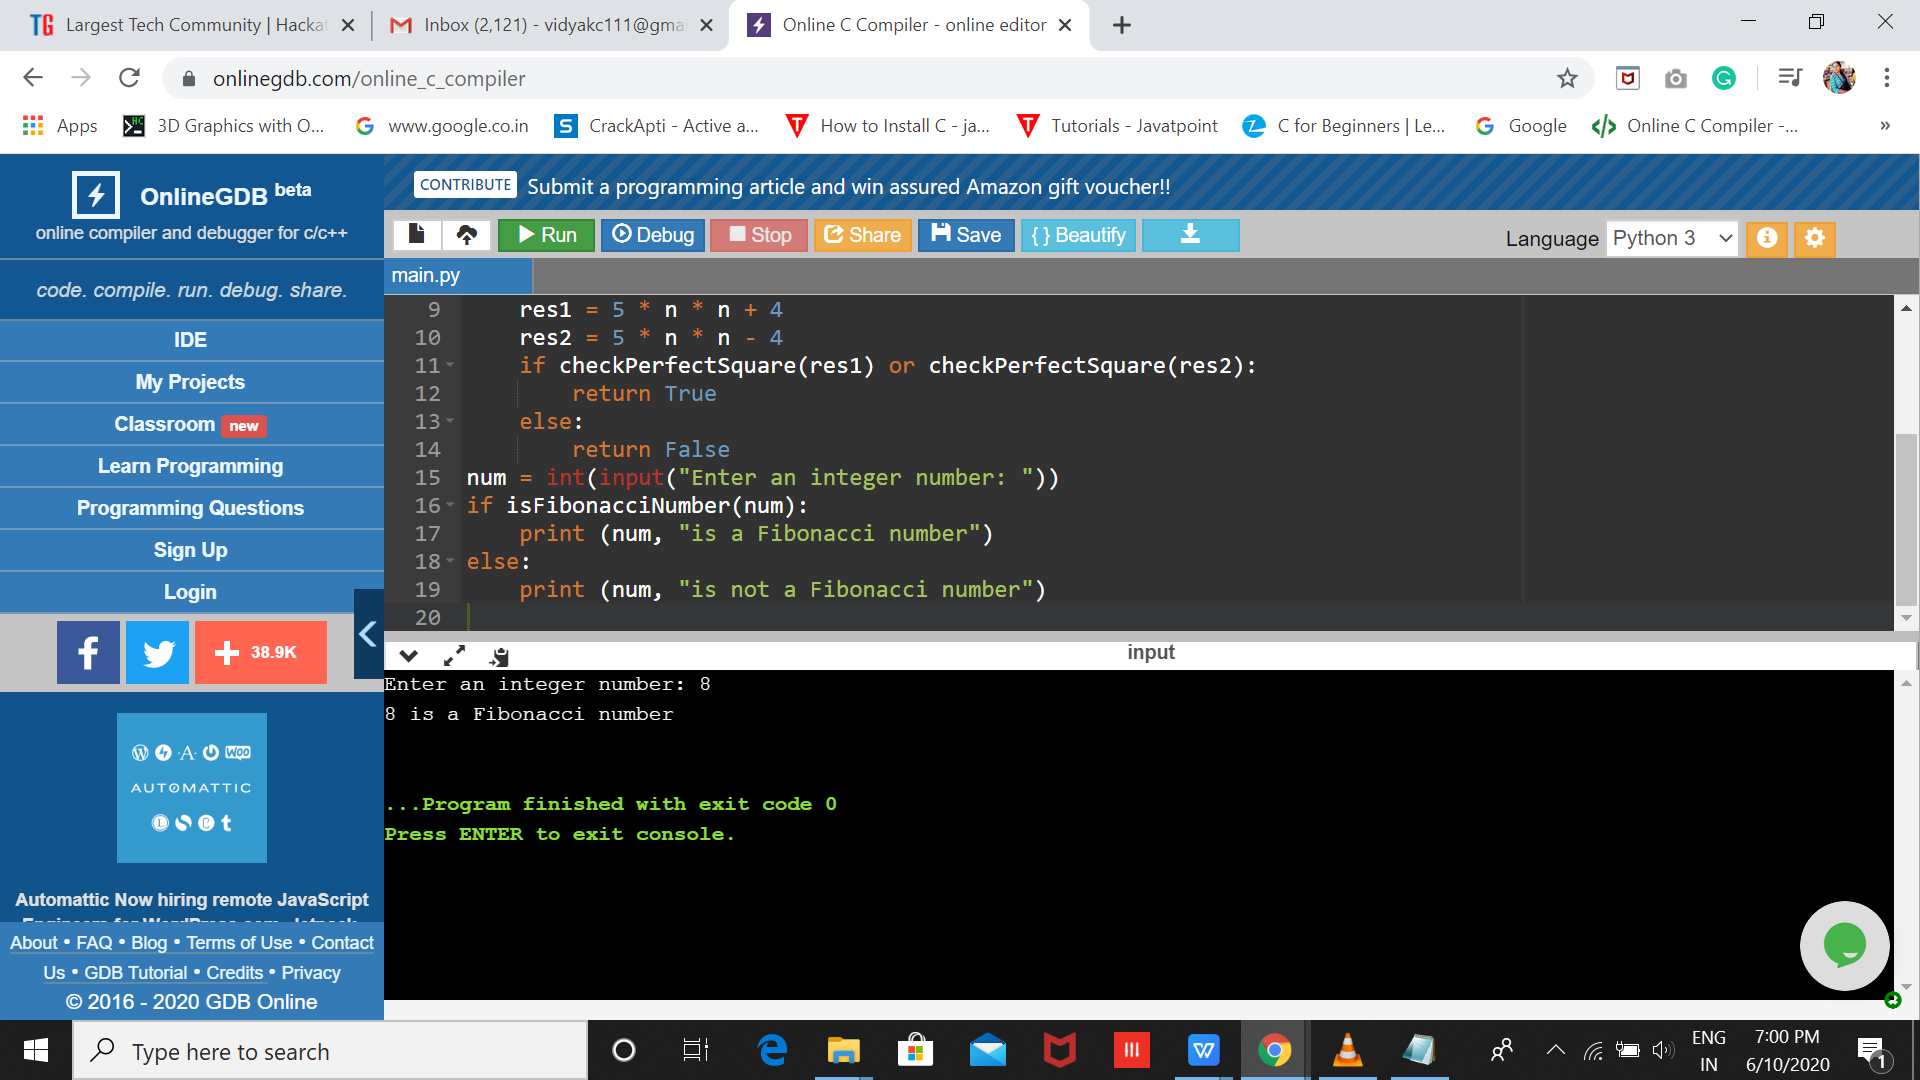 Largest Tech Community | Hacka
Inbox (2,121) - vidyakc111@gma
Online C Compiler - online editor
onlinegdb.com/online_c_compiler
Apps
3D Graphics with O...
www.google.co.in
CrackApti - Active a...
How to Install C - ja...
Tutorials - Javatpoint
C for Beginners | Le...
Google
Online C Compiler -...
»
OnlineGDB beta
online compiler and debugger for c/c++
code. compile. run. debug. share.
IDE
My Projects
Classroom new
Learn Programming
Programming Questions
Sign Up
Login
38.9K
WOO
AUTOMATTIC
Automattic Now hiring remote JavaScript
About • FAQ • Blog • Terms of Use • Contact
Us • GDB Tutorial • Credits • Privacy
© 2016 - 2020 GDB Online
CONTRIBUTE Submit a programming article and win assured Amazon gift voucher!!
Run Debug Stop Share Save { } Beautify
Language Python 3
main.py
9 res1 = 5 * n * n + 4
10 res2 = 5 * n * n - 4
11 if checkPerfectSquare(res1) or checkPerfectSquare(res2):
12 return True
13 else:
14 return False
15 num = int(input("Enter an integer number: "))
16 if isFibonacciNumber(num):
17 print (num, "is a Fibonacci number")
18 else:
19 print (num, "is not a Fibonacci number")
20
input
Enter an integer number: 8
8 is a Fibonacci number
...Program finished with exit code 0
Press ENTER to exit console.
Type here to search
ENG
IN
7:00 PM
6/10/2020
1